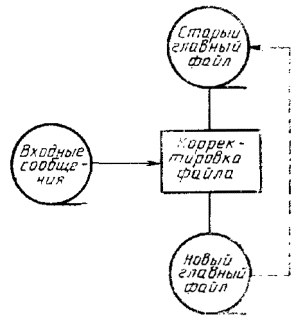 Старый
главный
файл
Входные
сообще-
ния
Коррек-
тировка
файла
Новый
главный
файл